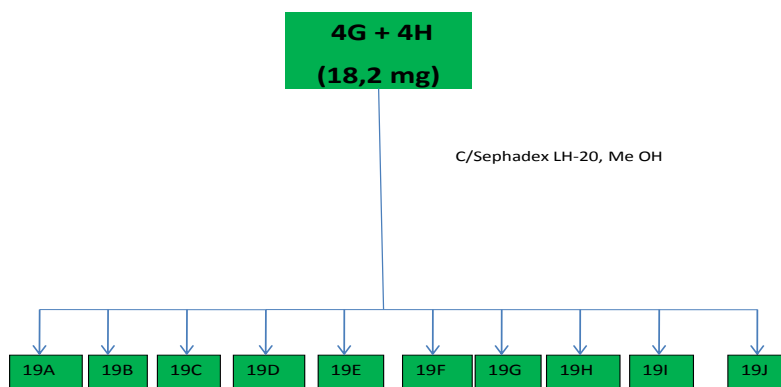 4G + 4H
(18,2 mg)
C/Sephadex LH-20, Me OH
19A 19B 19C 19D 19E 19F 19G 19H 19I 19J